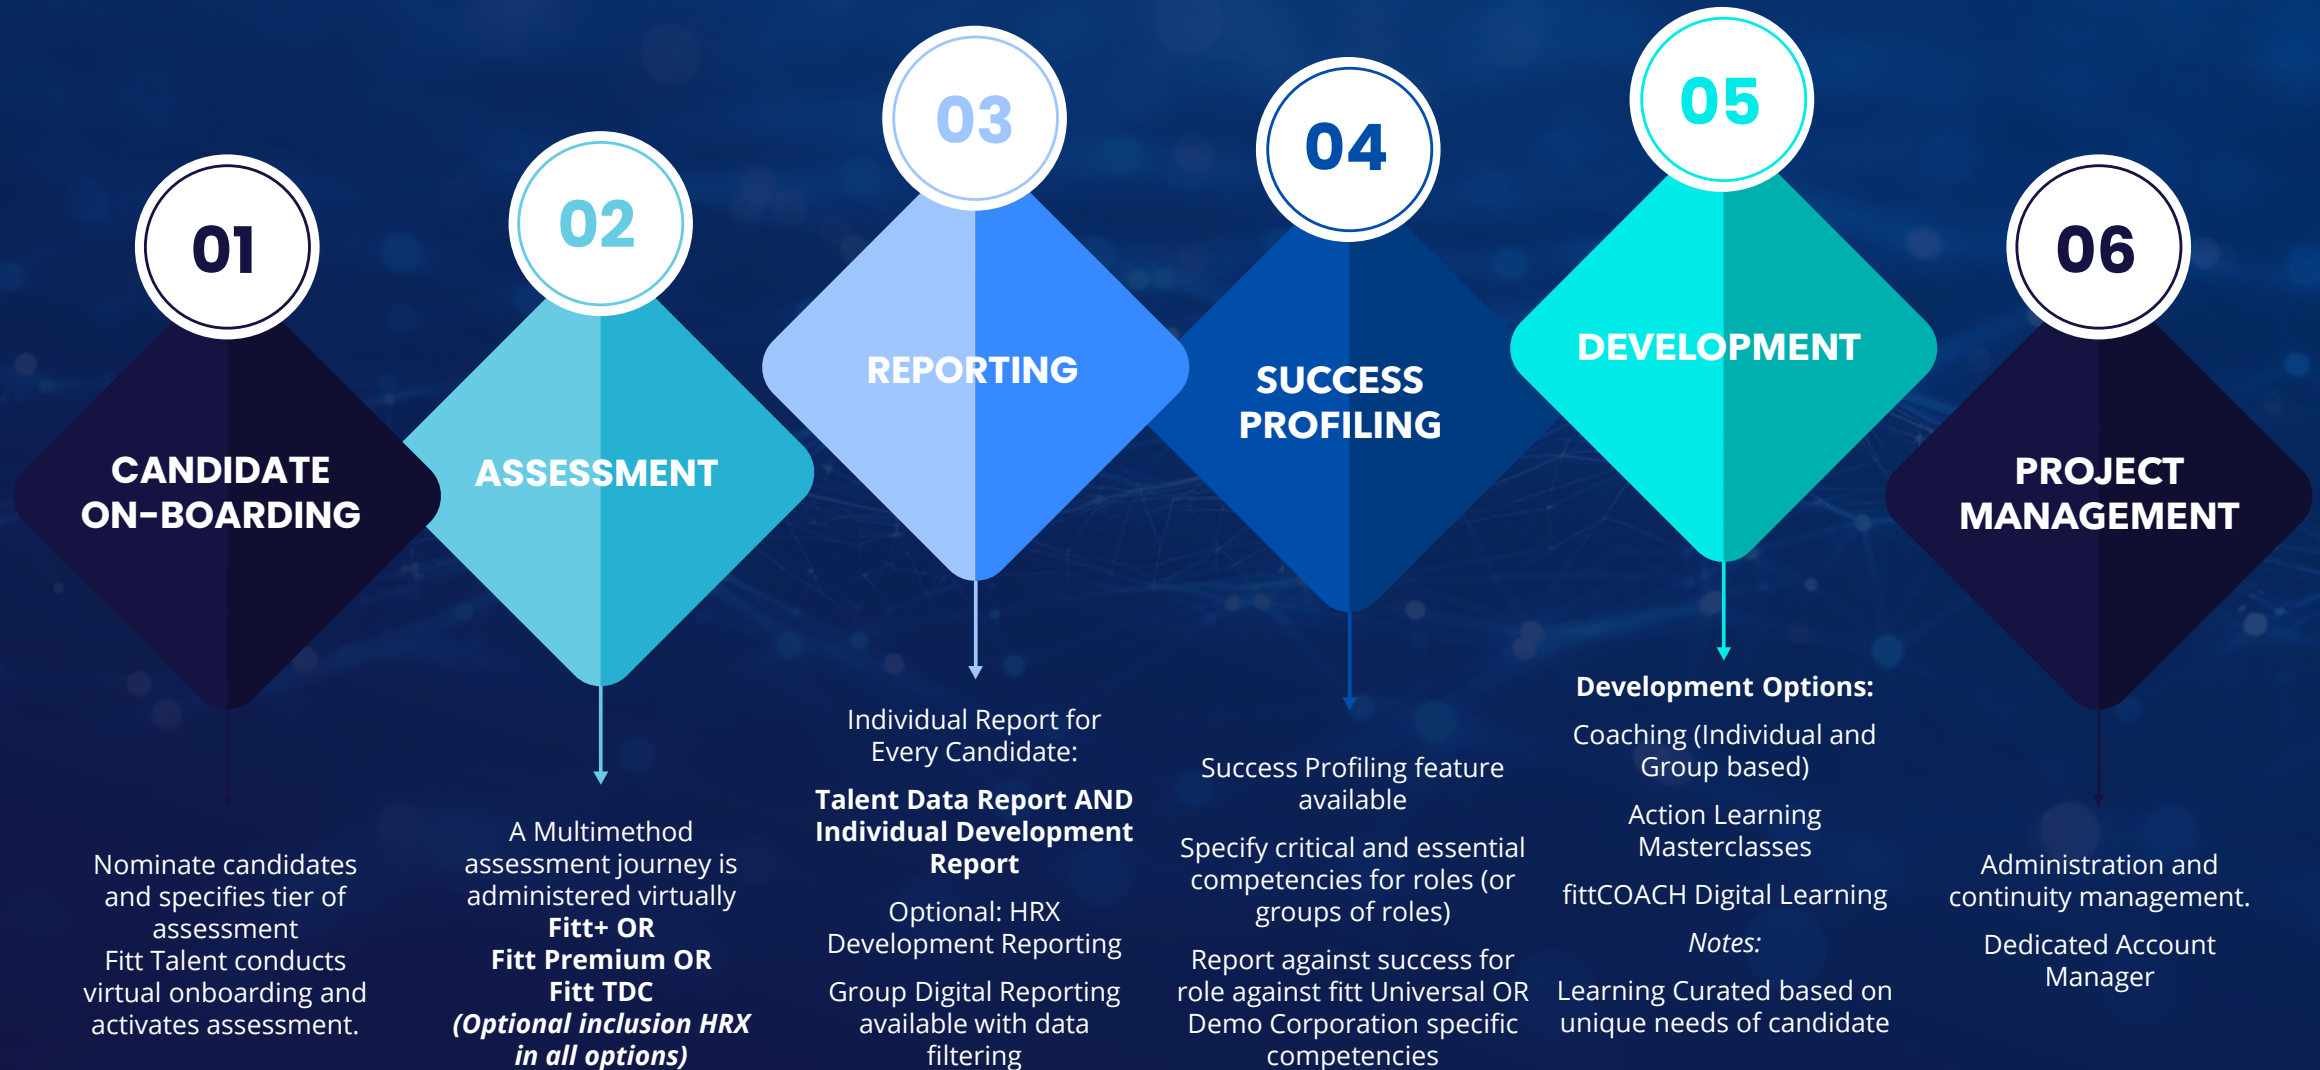 01
CANDIDATE
ON-BOARDING
Nominate candidates
and specifies tier of
assessment
Fitt Talent conducts
virtual onboarding and
activates assessment.
02
ASSESSMENT
A Multimethod
assessment journey is
administered virtually
Fitt+ OR
Fitt Premium OR
Fitt TDC
(Optional inclusion HRX
in all options)
03
REPORTING
Individual Report for
Every Candidate:
Talent Data Report AND
Individual Development
Report
Optional: HRX
Development Reporting
Group Digital Reporting
available with data
filtering
04
SUCCESS
PROFILING
Success Profiling feature
available
Specify critical and essential
competencies for roles (or
groups of roles)
Report against success for
role against fitt Universal OR
Demo Corporation specific
competencies
05
DEVELOPMENT
Development Options:
Coaching (Individual and
Group based)
Action Learning
Masterclasses
fittCOACH Digital Learning
Notes:
Learning Curated based on
unique needs of candidate
06
PROJECT
MANAGEMENT
Administration and
continuity management.
Dedicated Account
Manager